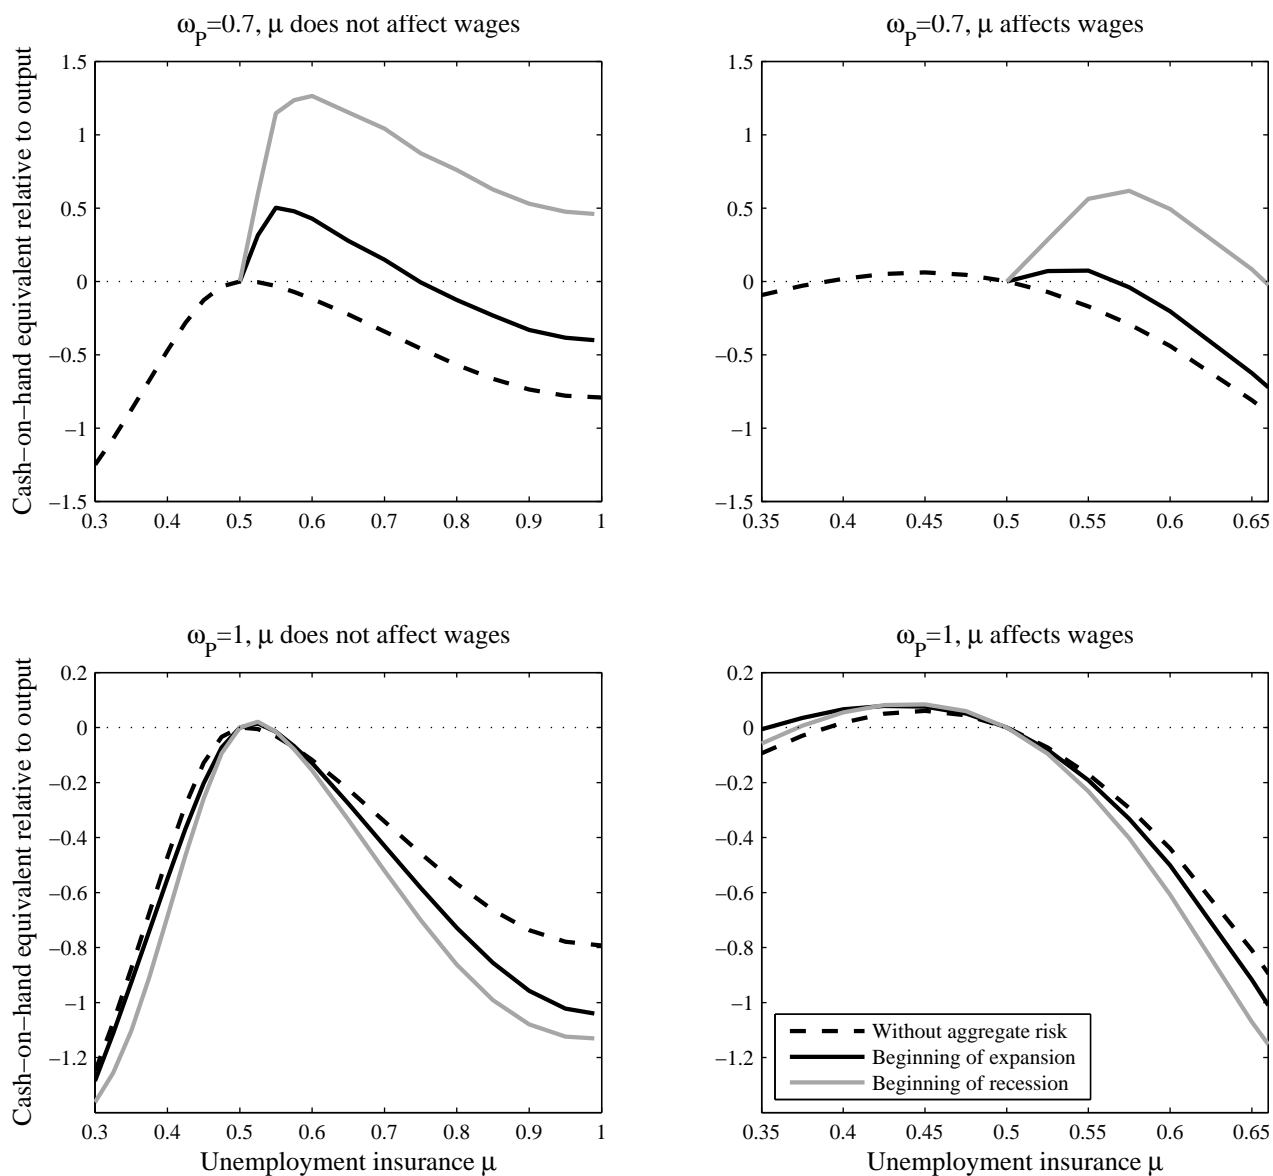 ω_P=0.7, μ does not affect wages
Cash−on−hand equivalent relative to output
1.5
1
0.5
0
−0.5
−1
−1.5
0.3 0.4 0.5 0.6 0.7 0.8 0.9 1
ω_P=0.7, μ affects wages
1.5
1
0.5
0
−0.5
−1
−1.5
0.35 0.4 0.45 0.5 0.55 0.6 0.65
ω_P=1, μ does not affect wages
Cash−on−hand equivalent relative to output
0.2
0
−0.2
−0.4
−0.6
−0.8
−1
−1.2
0.3 0.4 0.5 0.6 0.7 0.8 0.9 1
Unemployment insurance μ
ω_P=1, μ affects wages
0.2
0
−0.2
−0.4
−0.6
−0.8
−1
−1.2
Without aggregate risk
Beginning of expansion
Beginning of recession
0.35 0.4 0.45 0.5 0.55 0.6 0.65
Unemployment insurance μ